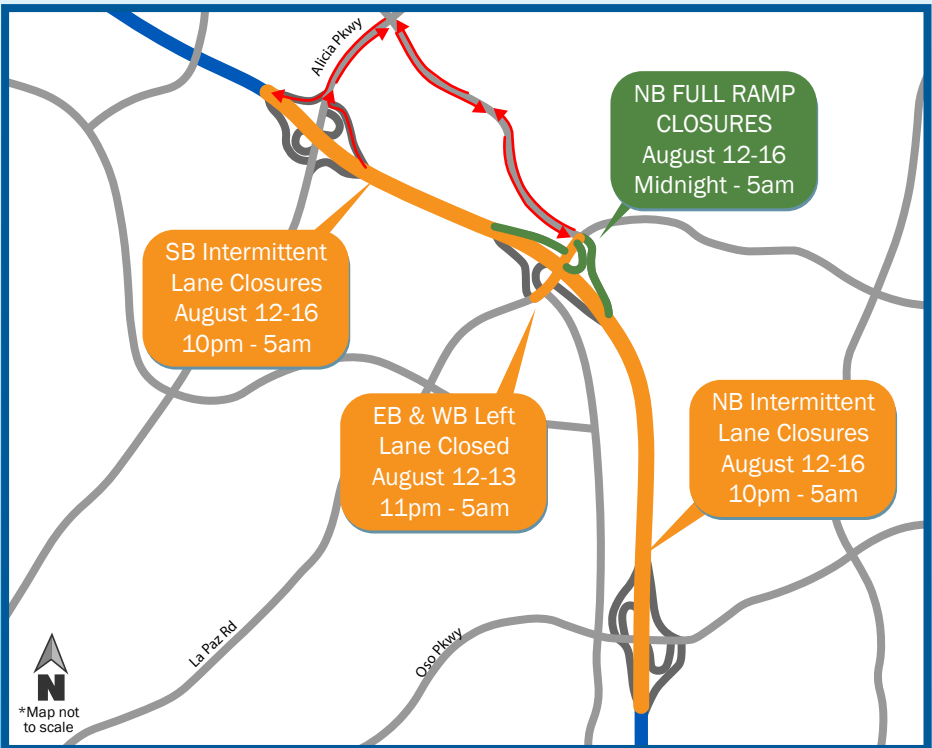 Alicia Pkwy
NB FULL RAMP
CLOSURES
August 12-16
Midnight - 5am
SB Intermittent
Lane Closures
August 12-16
10pm - 5am
EB & WB Left
Lane Closed
August 12-13
11pm - 5am
NB Intermittent
Lane Closures
August 12-16
10pm - 5am
La Paz Rd
Oso Pkwy
N
*Map not
to scale